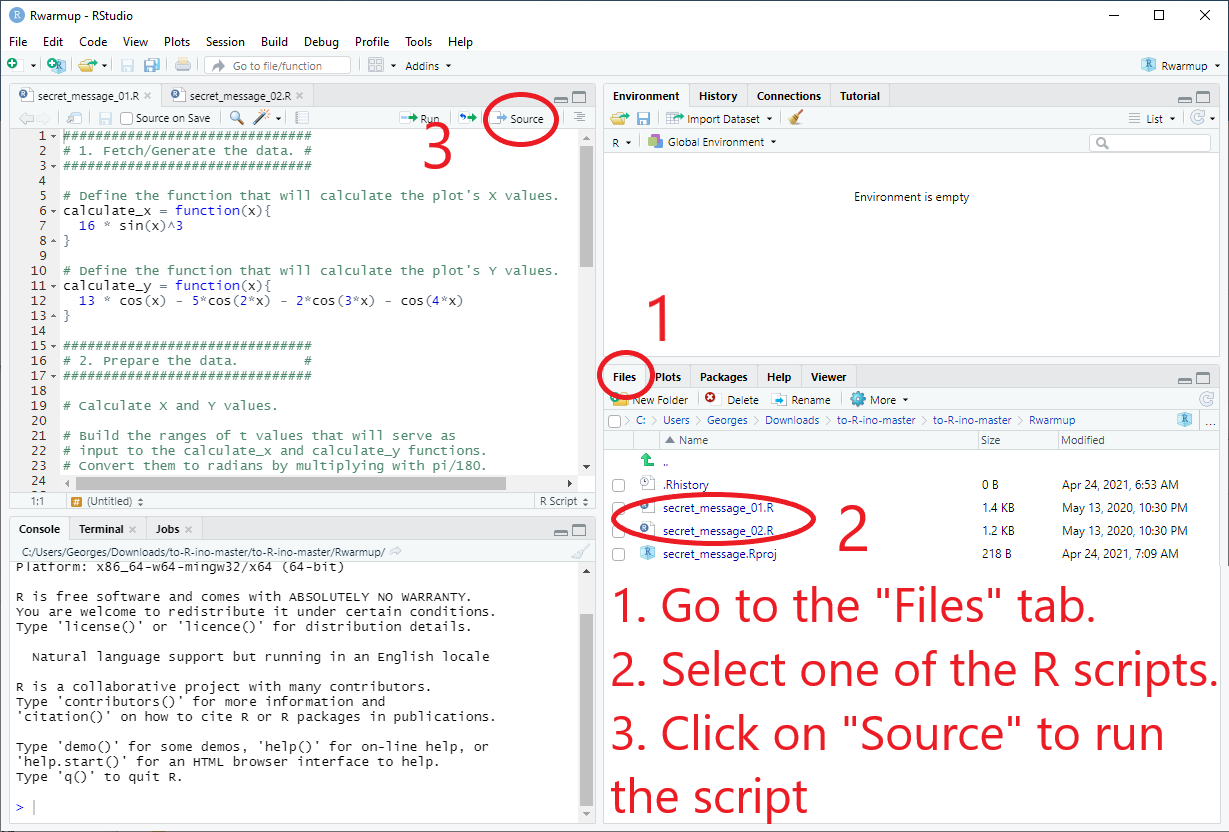 Rwarmup - RStudio
File Edit Code View Plots Session Build Debug Profile Tools Help
Go to file/function Addins Rwarmup
secret_message_01.R secret_message_02.R
Source on Save Run Source
3
1 ###############################
2 # 1. Fetch/Generate the data. #
3 ###############################
4
5 # Define the function that will calculate the plot's X values.
6 calculate_x = function(x){
7 16 * sin(x)^3
8 }
9
10 # Define the function that will calculate the plot's Y values.
11 calculate_y = function(x){
12 13 * cos(x) - 5*cos(2*x) - 2*cos(3*x) - cos(4*x)
13 }
14
15 ###############################
16 # 2. Prepare the data. #
17 ###############################
18
19 # Calculate X and Y values.
20
21 # Build the ranges of t values that will serve as
22 # input to the calculate_x and calculate_y functions.
23 # Convert them to radians by multiplying with pi/180.
24
1:1 # (Untitled) R Script
Console Terminal Jobs
C:/Users/Georges/Downloads/to-R-ino-master/to-R-ino-master/Rwarmup/
Platform: x86_64-w64-mingw32/x64 (64-bit)
R is free software and comes with ABSOLUTELY NO WARRANTY.
You are welcome to redistribute it under certain conditions.
Type 'license()' or 'licence()' for distribution details.
Natural language support but running in an English locale
R is a collaborative project with many contributors.
Type 'contributors()' for more information and
'citation()' on how to cite R or R packages in publications.
Type 'demo()' for some demos, 'help()' for on-line help, or
'help.start()' for an HTML browser interface to help.
Type 'q()' to quit R.
>
Environment History Connections Tutorial
Import Dataset List
R Global Environment
Environment is empty
1
Files Plots Packages Help Viewer
New Folder Delete Rename More
C: Users Georges Downloads to-R-ino-master to-R-ino-master Rwarmup ...
Name Size Modified
..
.Rhistory 0 B Apr 24, 2021, 6:53 AM
secret_message_01.R 1.4 KB May 13, 2020, 10:30 PM
secret_message_02.R 1.2 KB May 13, 2020, 10:30 PM
secret_message.Rproj 218 B Apr 24, 2021, 7:09 AM
2
1. Go to the "Files" tab.
2. Select one of the R scripts.
3. Click on "Source" to run
the script